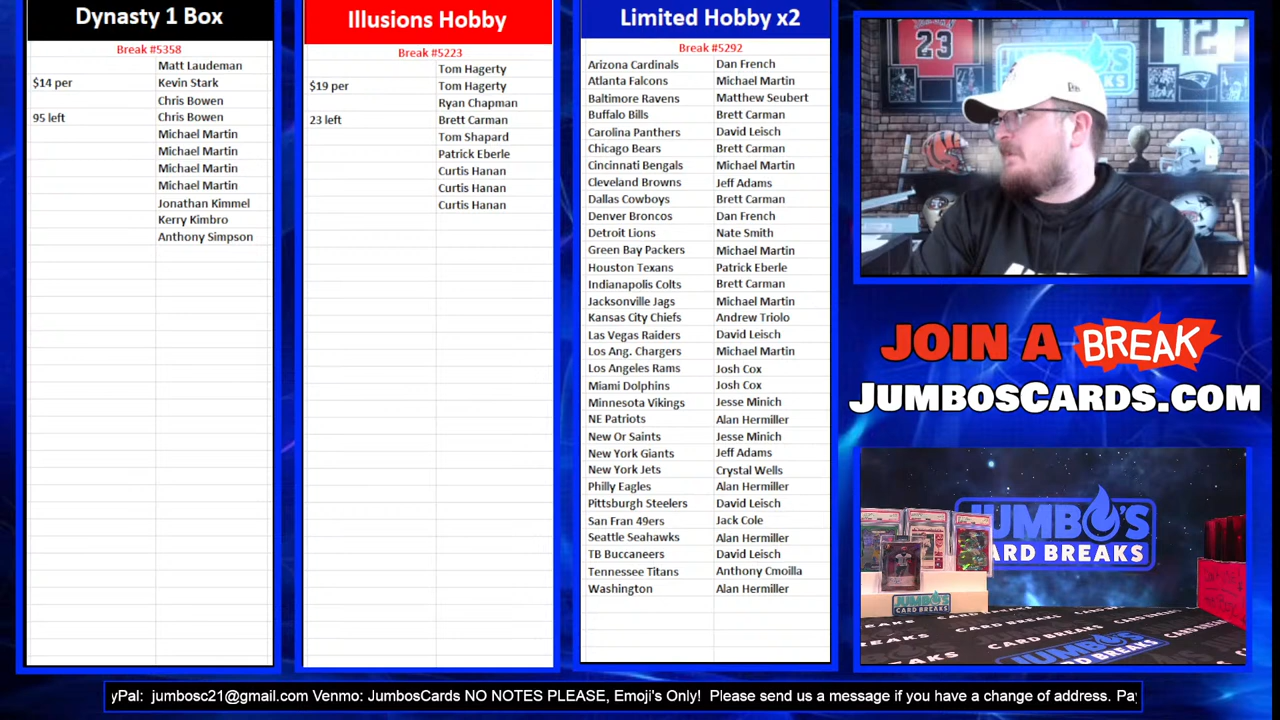 Dynasty 1 Box
Break #5358
Matt Laudeman
$14 per Kevin Stark
Chris Bowen
95 left Chris Bowen
Michael Martin
Michael Martin
Michael Martin
Michael Martin
Jonathan Kimmel
Kerry Kimbro
Anthony Simpson
Illusions Hobby
Break #5223
Tom Hagerty
$19 per Tom Hagerty
Ryan Chapman
23 left Brett Carman
Tom Shapard
Patrick Eberle
Curtis Hanan
Curtis Hanan
Curtis Hanan
Limited Hobby x2
Break #5292
Arizona Cardinals Dan French
Atlanta Falcons Michael Martin
Baltimore Ravens Matthew Seubert
Buffalo Bills Brett Carman
Carolina Panthers David Leisch
Chicago Bears Brett Carman
Cincinnati Bengals Michael Martin
Cleveland Browns Jeff Adams
Dallas Cowboys Brett Carman
Denver Broncos Dan French
Detroit Lions Nate Smith
Green Bay Packers Michael Martin
Houston Texans Patrick Eberle
Indianapolis Colts Brett Carman
Jacksonville Jags Michael Martin
Kansas City Chiefs Andrew Triolo
Las Vegas Raiders David Leisch
Los Ang. Chargers Michael Martin
Los Angeles Rams Josh Cox
Miami Dolphins Josh Cox
Minnesota Vikings Jesse Minich
NE Patriots Alan Hermiller
New Or Saints Jesse Minich
New York Giants Jeff Adams
New York Jets Crystal Wells
Philly Eagles Alan Hermiller
Pittsburgh Steelers David Leisch
San Fran 49ers Jack Cole
Seattle Seahawks Alan Hermiller
TB Buccaneers David Leisch
Tennessee Titans Anthony Cmoilla
Washington Alan Hermiller
23
12
JOIN A BREAK
JUMBOSCARDS.COM
JUMBO'S
CARD BREAKS
JUMBO'S
CARD BREAKS
JUMBO'S
CARD BREAKS
yPal: jumbosc21@gmail.com Venmo: JumbosCards NO NOTES PLEASE, Emoji's Only! Please send us a message if you have a change of address. Pay